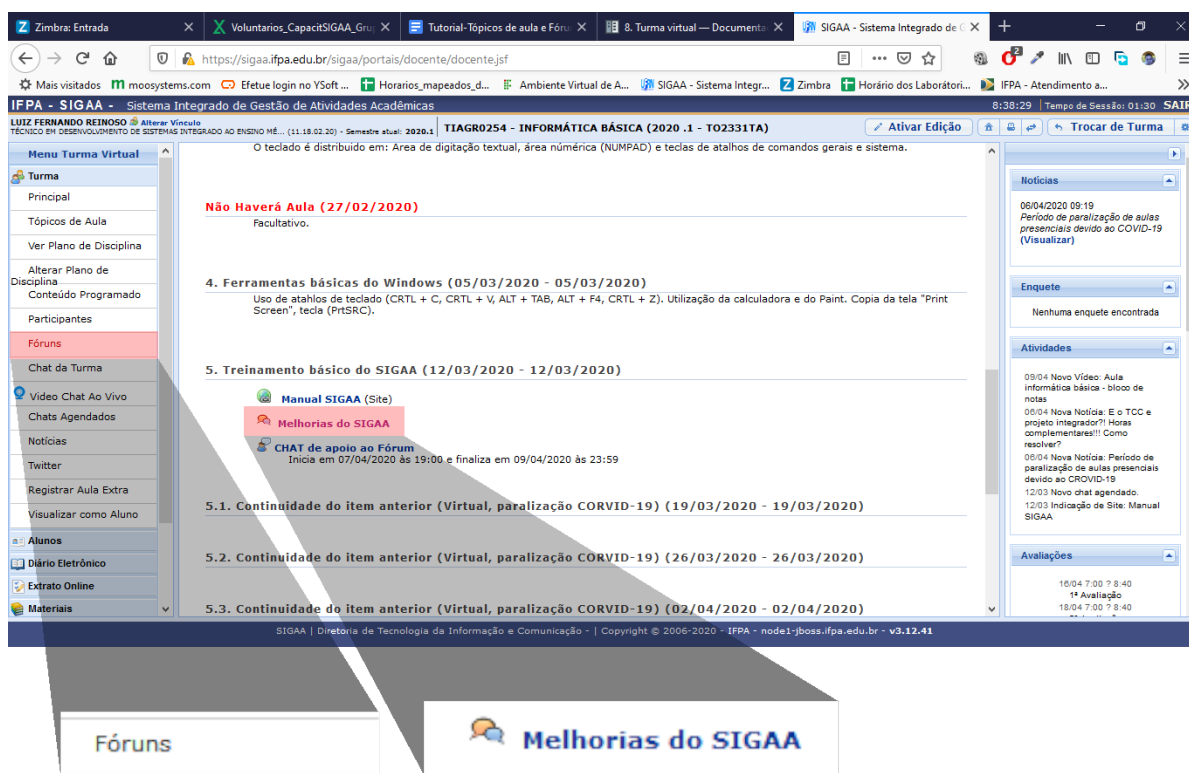 Zimbra: Entrada
Voluntarios_CapacitSIGAA_Gru
Tutorial-Tópicos de aula e Fóru
8. Turma virtual — Documenta
SIGAA - Sistema Integrado de G
https://sigaa.ifpa.edu.br/sigaa/portais/docente/docente.jsf
2
Mais visitados
moosystems.com
Efetue login no YSoft ...
Horarios_mapeados_d...
Ambiente Virtual de A...
SIGAA - Sistema Integr...
Zimbra
Horário dos Laborátori...
IFPA - Atendimento a...
IFPA - SIGAA - Sistema Integrado de Gestão de Atividades Acadêmicas
8:38:29 Tempo de Sessão: 01:30 SAIR
LUIZ FERNANDO REINOSO Alterar Vínculo
TÉCNICO EM DESENVOLVIMENTO DE SISTEMAS INTEGRADO AO ENSINO MÉ... (11.18.02.20) - Semestre atual: 2020.1
TIAGR0254 - INFORMÁTICA BÁSICA (2020 .1 - TO2331TA)
Ativar Edição
Trocar de Turma
Menu Turma Virtual
Turma
Principal
Tópicos de Aula
Ver Plano de Disciplina
Alterar Plano de
Disciplina
Conteúdo Programado
Participantes
Fóruns
Chat da Turma
Video Chat Ao Vivo
Chats Agendados
Notícias
Twitter
Registrar Aula Extra
Visualizar como Aluno
Alunos
Diário Eletrônico
Extrato Online
Materiais
O teclado é distribuido em: Area de digitação textual, área númérica (NUMPAD) e teclas de atalhos de comandos gerais e sistema.
Não Haverá Aula (27/02/2020)
Facultativo.
4. Ferramentas básicas do Windows (05/03/2020 - 05/03/2020)
Uso de atahlos de teclado (CRTL + C, CRTL + V, ALT + TAB, ALT + F4, CRTL + Z). Utilização da calculadora e do Paint. Copia da tela "Print
Screen", tecla (PrtSRC).
5. Treinamento básico do SIGAA (12/03/2020 - 12/03/2020)
Manual SIGAA (Site)
Melhorias do SIGAA
CHAT de apoio ao Fórum
Inicia em 07/04/2020 às 19:00 e finaliza em 09/04/2020 às 23:59
5.1. Continuidade do item anterior (Virtual, paralização CORVID-19) (19/03/2020 - 19/03/2020)
5.2. Continuidade do item anterior (Virtual, paralização CORVID-19) (26/03/2020 - 26/03/2020)
5.3. Continuidade do item anterior (Virtual, paralização CORVID-19) (02/04/2020 - 02/04/2020)
Notícias
06/04/2020 09:19
Período de paralização de aulas
presenciais devido ao COVID-19
(Visualizar)
Enquete
Nenhuma enquete encontrada
Atividades
09/04 Novo Vídeo: Aula
informática básica - bloco de
notas
06/04 Nova Notícia: E o TCC e
projeto integrador?! Horas
complementares!!! Como
resolver?
06/04 Nova Notícia: Período de
paralização de aulas presenciais
devido ao CROVID-19
12/03 Novo chat agendado.
12/03 Indicação de Site: Manual
SIGAA
Avaliações
16/04 7:00 ? 8:40
1ª Avaliação
18/04 7:00 ? 8:40
SIGAA | Diretoria de Tecnologia da Informação e Comunicação - | Copyright © 2006-2020 - IFPA - node1-jboss.ifpa.edu.br - v3.12.41
Fóruns
Melhorias do SIGAA